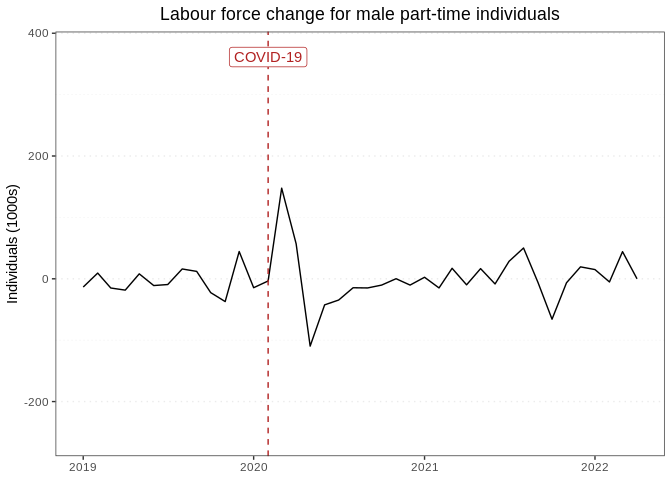 Labour force change for male part-time individuals
400
COVID-19
200
Individuals (1000s)
0
-200
2019 2020 2021 2022